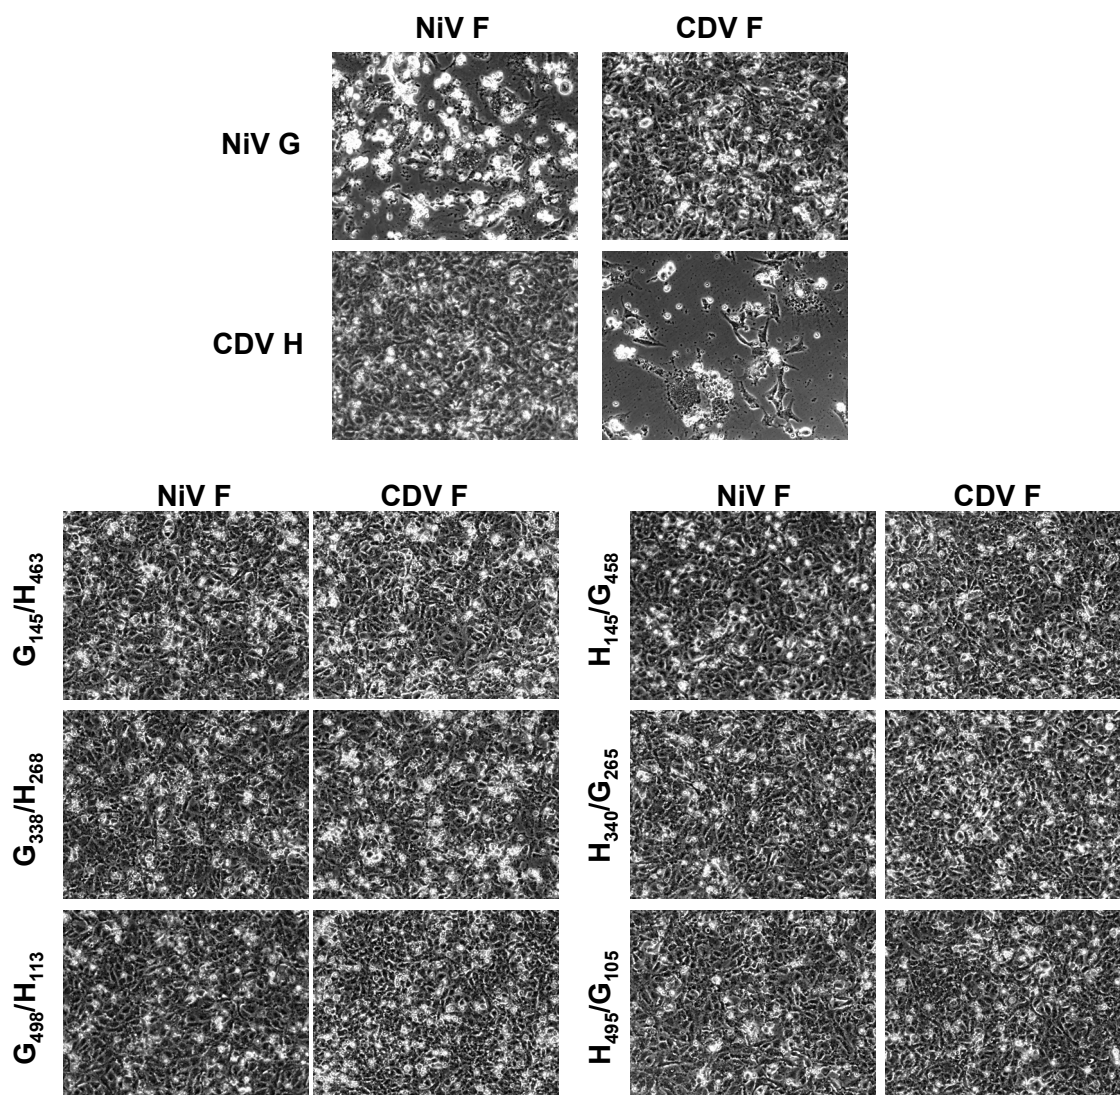 NiV F CDV F
NiV G
CDV H
NiV F CDV F NiV F CDV F
G145/H463 H145/G458
G338/H268 H340/G265
G498/H113 H495/G105